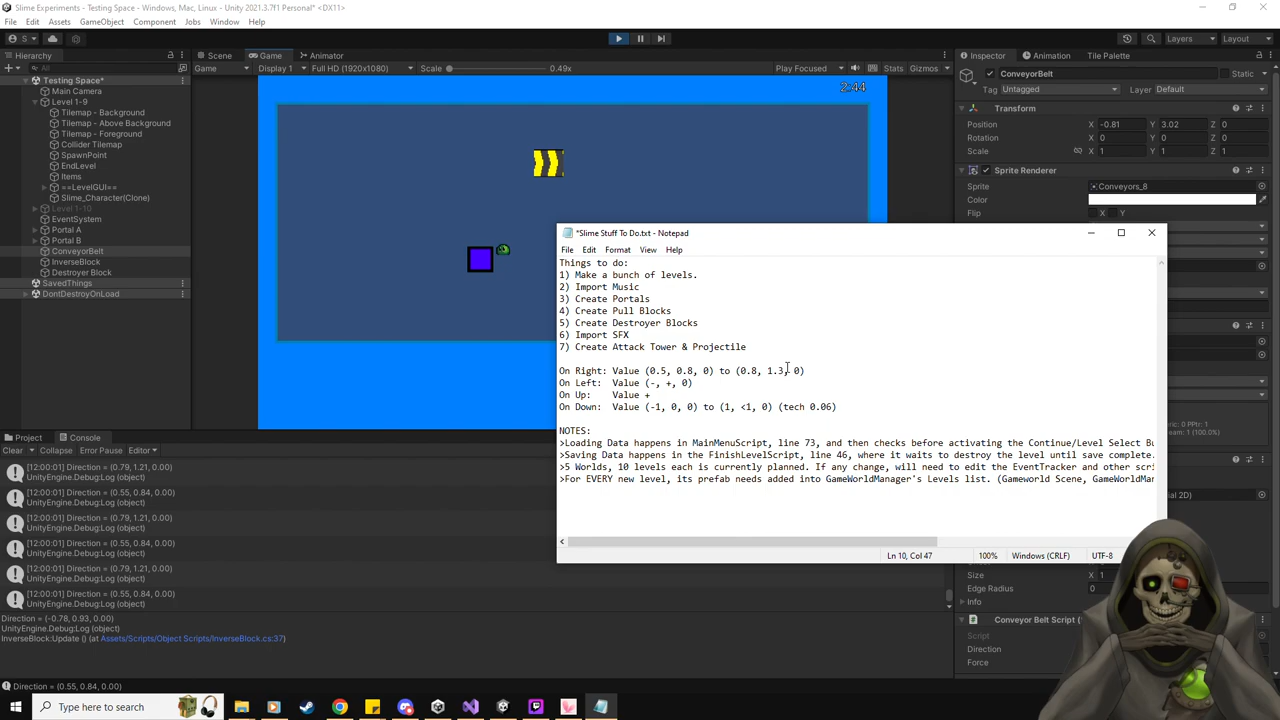 Slime Experiments - Testing Space - Windows, Mac, Linux - Unity 2021.3.7f1 Personal* <DX11>
File Edit Assets GameObject Component Jobs Window Help
S Layers Layout
Hierarchy Scene Game Animator Inspector Animation Tile Palette
All Game Display 1 Full HD (1920x1080) Scale 0.49x Play Focused Stats Gizmos
ConveyorBelt Static
Tag Untagged Layer Default
Transform
Position X -0.81 Y 3.02 Z 0
Rotation X 0 Y 0 Z 0
Scale X 1 Y 1 Z 1
Sprite Renderer
Sprite Conveyors_8
Color
Flip X Y
Testing Space*
Main Camera
Level 1-9
Tilemap - Background
Tilemap - Above Background
Tilemap - Foreground
Collider Tilemap
SpawnPoint
EndLevel
Items
==LevelGUI==
Slime_Character(Clone)
Level 1-10
EventSystem
Portal A
Portal B
ConveyorBelt
InverseBlock
Destroyer Block
SavedThings
DontDestroyOnLoad
2:44
*Slime Stuff To Do.txt - Notepad
File Edit Format View Help
Things to do:
1) Make a bunch of levels.
2) Import Music
3) Create Portals
4) Create Pull Blocks
5) Create Destroyer Blocks
6) Import SFX
7) Create Attack Tower & Projectile
On Right: Value (0.5, 0.8, 0) to (0.8, 1.3, 0)
On Left: Value (-, +, 0)
On Up: Value +
On Down: Value (-1, 0, 0) to (1, <1, 0) (tech 0.06)
NOTES:
>Loading Data happens in MainMenuScript, line 73, and then checks before activating the Continue/Level Select Bu
>Saving Data happens in the FinishLevelScript, line 46, where it waits to destroy the level until save complete.
>5 Worlds, 10 levels each is currently planned. If any change, will need to edit the EventTracker and other scri
>For EVERY new level, its prefab needs added into GameWorldManager's Levels list. (Gameworld Scene, GameWorldMan
Ln 10, Col 47 100% Windows (CRLF) UTF-8
Project Console
Clear Collapse Error Pause Editor
[12:00:01] Direction = (0.79, 1.21, 0.00)
UnityEngine.Debug:Log (object)
[12:00:01] Direction = (0.55, 0.84, 0.00)
UnityEngine.Debug:Log (object)
[12:00:01] Direction = (0.79, 1.21, 0.00)
UnityEngine.Debug:Log (object)
[12:00:01] Direction = (0.55, 0.84, 0.00)
UnityEngine.Debug:Log (object)
[12:00:01] Direction = (0.79, 1.21, 0.00)
UnityEngine.Debug:Log (object)
[12:00:01] Direction = (0.55, 0.84, 0.00)
UnityEngine.Debug:Log (object)
Direction = (-0.78, 0.93, 0.00)
UnityEngine.Debug:Log (object)
InverseBlock:Update () (at Assets/Scripts/Object Scripts/InverseBlock.cs:37)
Direction = (0.55, 0.84, 0.00)
Size X 1
Edge Radius 0
Info
Conveyor Belt Script
Script
Direction
Force
Type here to search